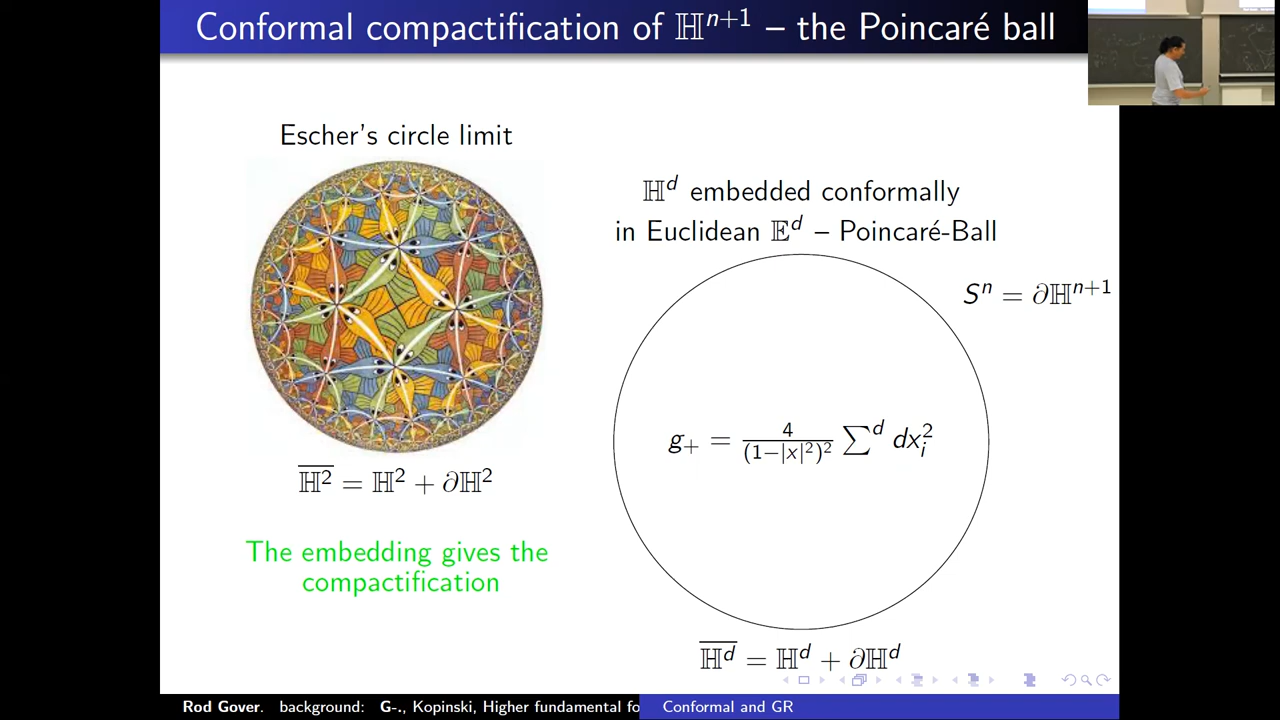 Conformal compactification of ℍⁿ⁺¹ – the Poincaré ball
Escher's circle limit
ℍᵈ embedded conformally
in Euclidean 𝔼ᵈ – Poincaré-Ball
Sⁿ = ∂ℍⁿ⁺¹
g₊ = 4/(1−|x|²)² ∑ᵈ dxᵢ²
ℍ̅²̅ = ℍ² + ∂ℍ²
The embedding gives the
compactification
ℍ̅ᵈ̅ = ℍᵈ + ∂ℍᵈ
Rod Gover. background: G-., Kopinski, Higher fundamental fo
Conformal and GR